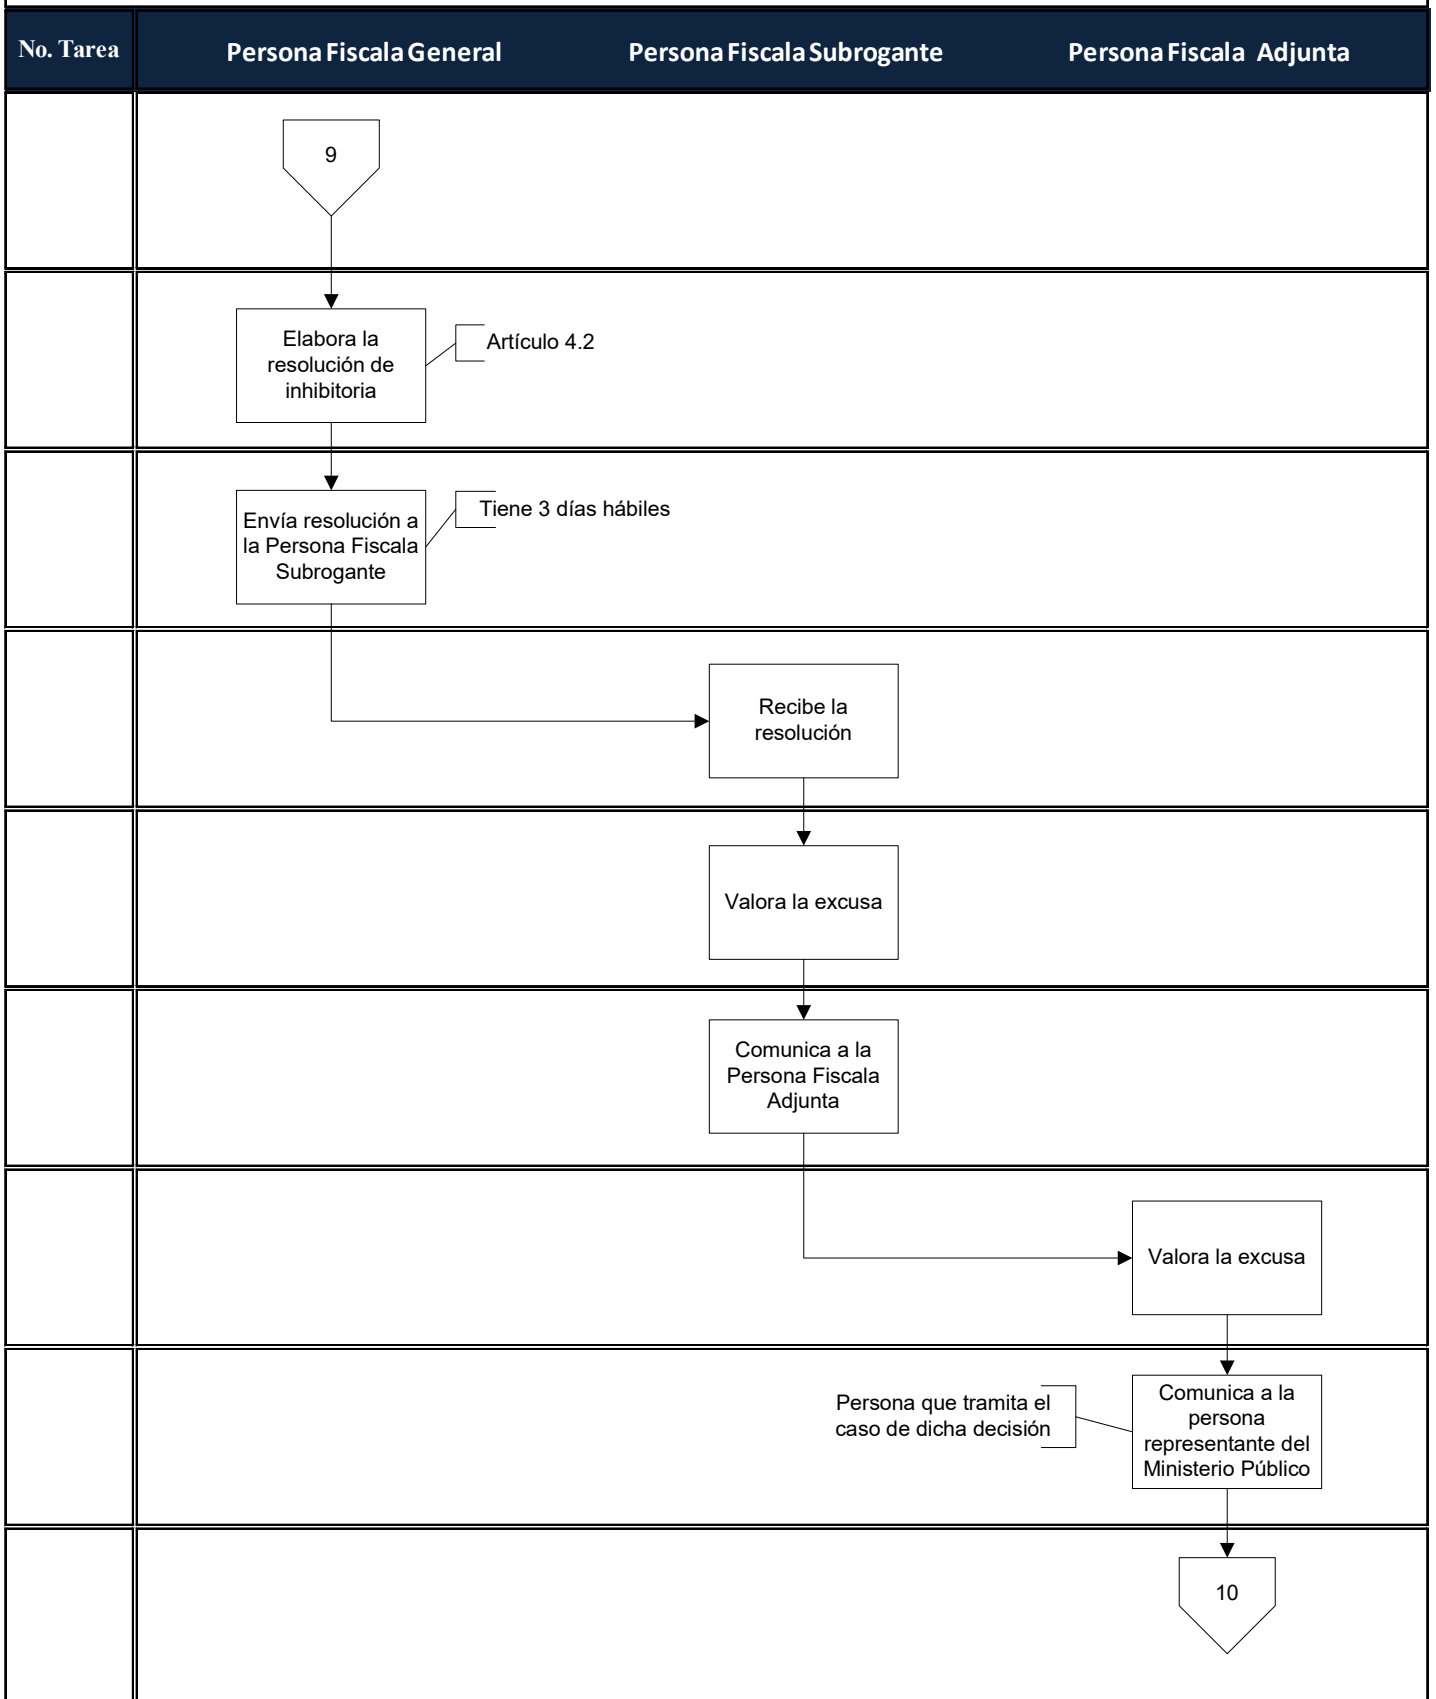 No. Tarea
Persona Fiscala General
Persona Fiscala Subrogante
Persona Fiscala Adjunta
9
Elabora la
resolución de
inhibitoria
Artículo 4.2
Envía resolución a
la Persona Fiscala
Subrogante
Tiene 3 días hábiles
Recibe la
resolución
Valora la excusa
Comunica a la
Persona Fiscala
Adjunta
Valora la excusa
Persona que tramita el
caso de dicha decisión
Comunica a la
persona
representante del
Ministerio Público
10